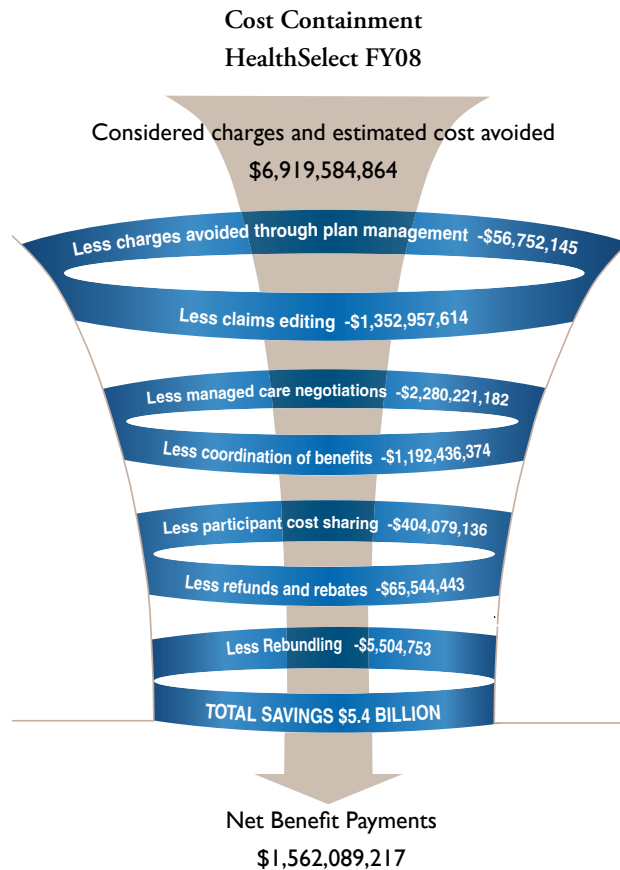 Cost Containment
HealthSelect FY08
Considered charges and estimated cost avoided
$6,919,584,864
Less charges avoided through plan management -$56,752,145
Less claims editing -$1,352,957,614
Less managed care negotiations -$2,280,221,182
Less coordination of benefits -$1,192,436,374
Less participant cost sharing -$404,079,136
Less refunds and rebates -$65,544,443
Less Rebundling -$5,504,753
TOTAL SAVINGS $5.4 BILLION
Net Benefit Payments
$1,562,089,217